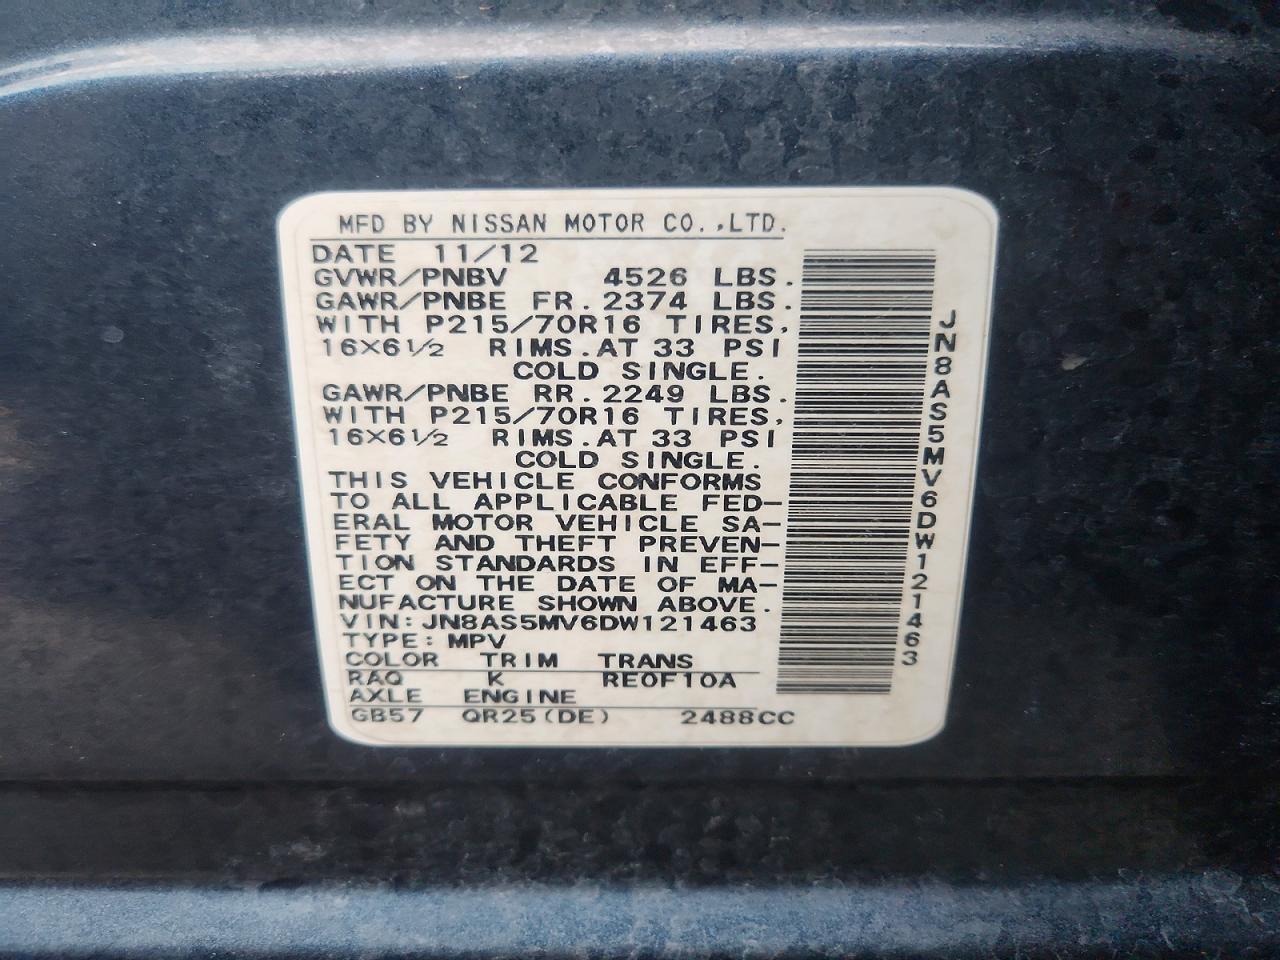 MFD BY NISSAN MOTOR CO.,LTD.
DATE 11/12
GVWR/PNBV 4526 LBS.
GAWR/PNBE FR.2374 LBS.
WITH P215/70R16 TIRES,
16X6½ RIMS.AT 33 PSI
COLD SINGLE.
GAWR/PNBE RR.2249 LBS.
WITH P215/70R16 TIRES,
16X6½ RIMS.AT 33 PSI
COLD SINGLE.
THIS VEHICLE CONFORMS
TO ALL APPLICABLE FED-
ERAL MOTOR VEHICLE SA-
FETY AND THEFT PREVEN-
TION STANDARDS IN EFF-
ECT ON THE DATE OF MA-
NUFACTURE SHOWN ABOVE.
VIN:JN8AS5MV6DW121463
TYPE:MPV
COLOR TRIM TRANS
RAQ K RE0F10A
AXLE ENGINE
GB57 QR25(DE) 2488CC
JN8AS5MV6DW121463